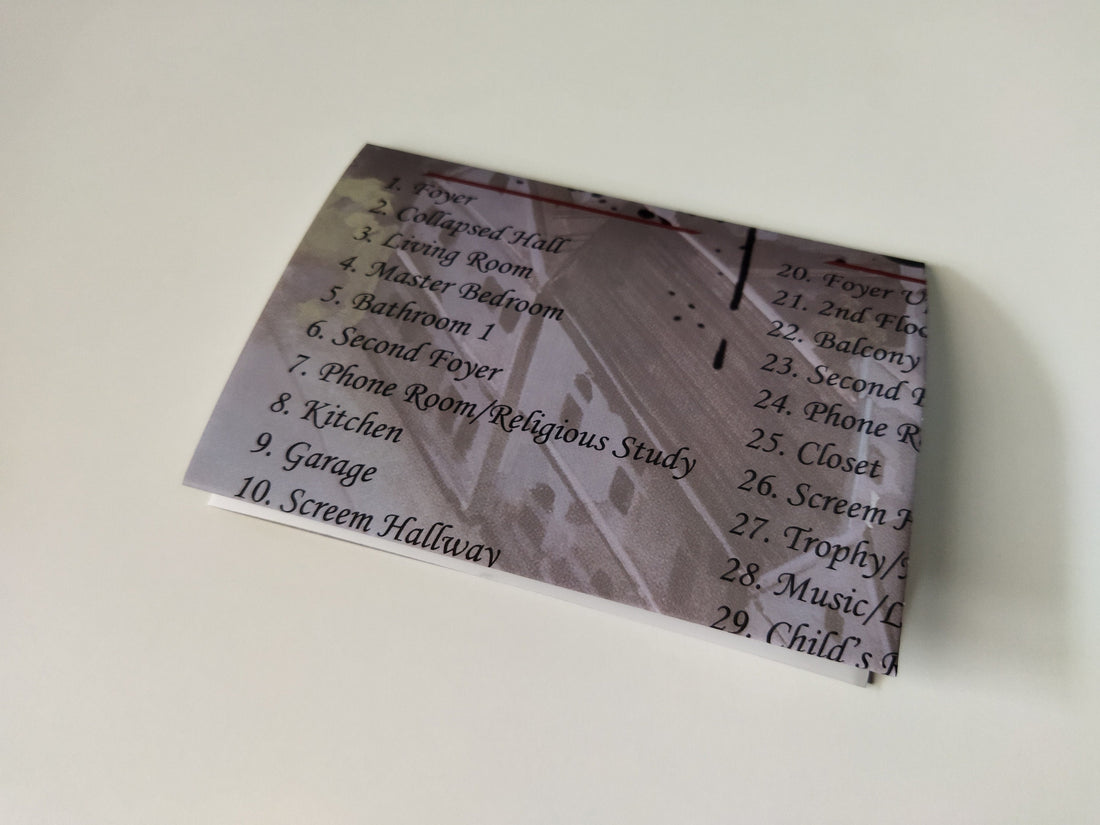 1. Foyer
2. Collapsed Hall
3. Living Room
4. Master Bedroom
5. Bathroom 1
6. Second Foyer
7. Phone Room/Religious Study
8. Kitchen
9. Garage
10. Screem Hallway
20. Foyer
21. 2nd
22. Balcony
23. Second
24. Phone
25. Closet
26. Screem
27. Trophy/
28. Music/
29. Child's